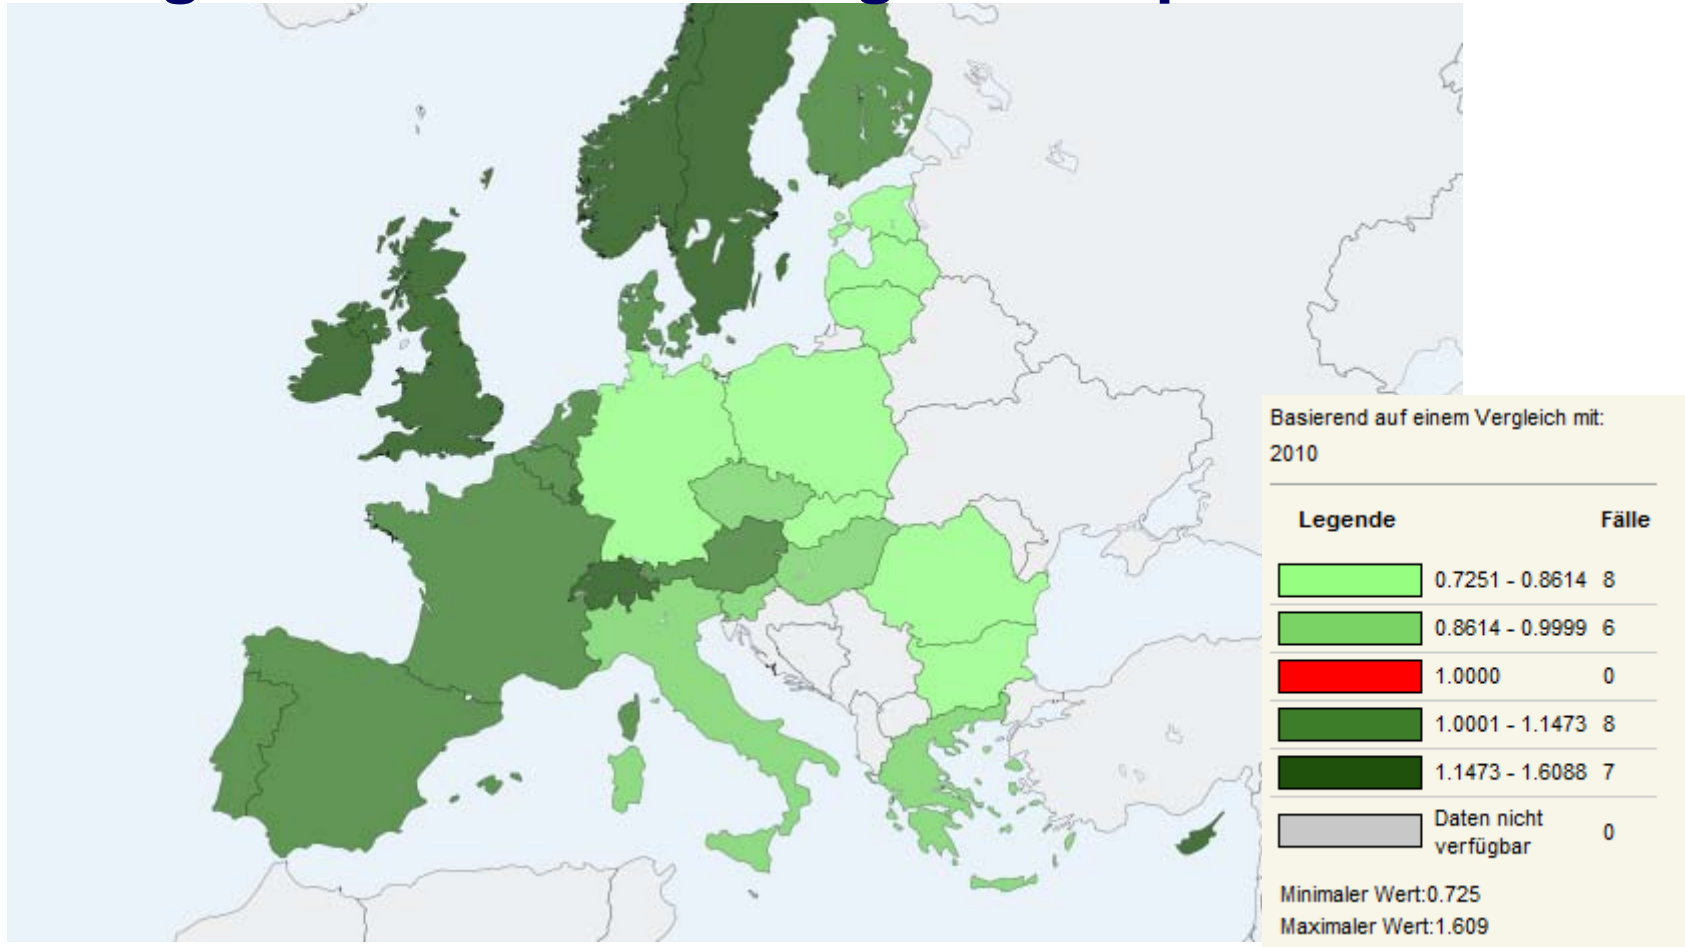 Basierend auf einem Vergleich mit:
2010
Legende Fälle
0.7251 - 0.8614 8
0.8614 - 0.9999 6
1.0000 0
1.0001 - 1.1473 8
1.1473 - 1.6088 7
Daten nicht
verfügbar 0
Minimaler Wert:0.725
Maximaler Wert:1.609